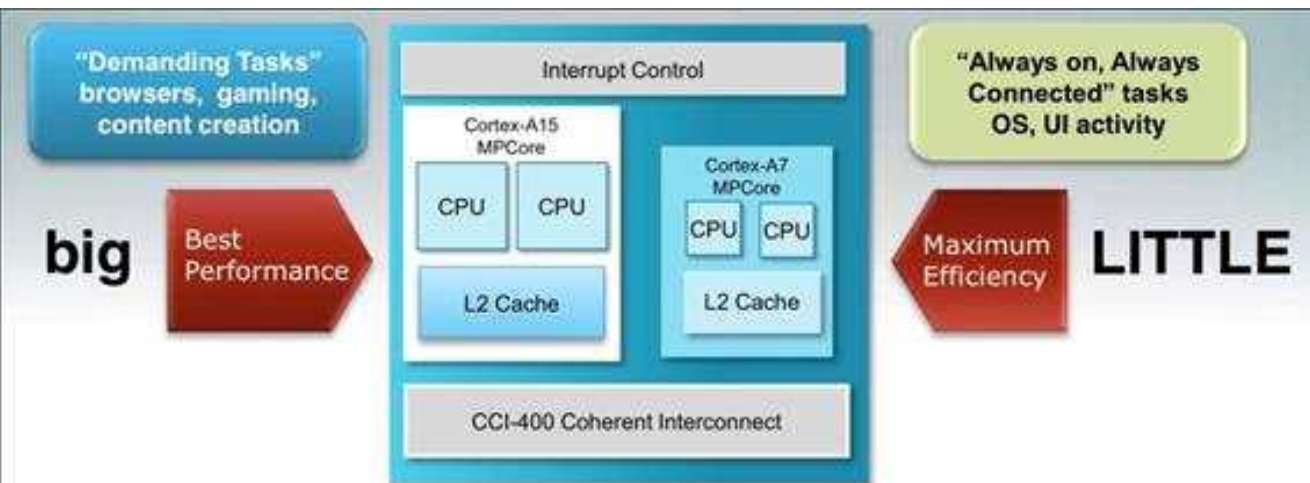 “Demanding Tasks”
browsers, gaming,
content creation
Interrupt Control
“Always on, Always
Connected” tasks
OS, UI activity
Cortex-A15
MPCore
CPU
CPU
L2 Cache
Cortex-A7
MPCore
CPU
CPU
L2 Cache
big
Best
Performance
Maximum
Efficiency
LITTLE
CCI-400 Coherent Interconnect